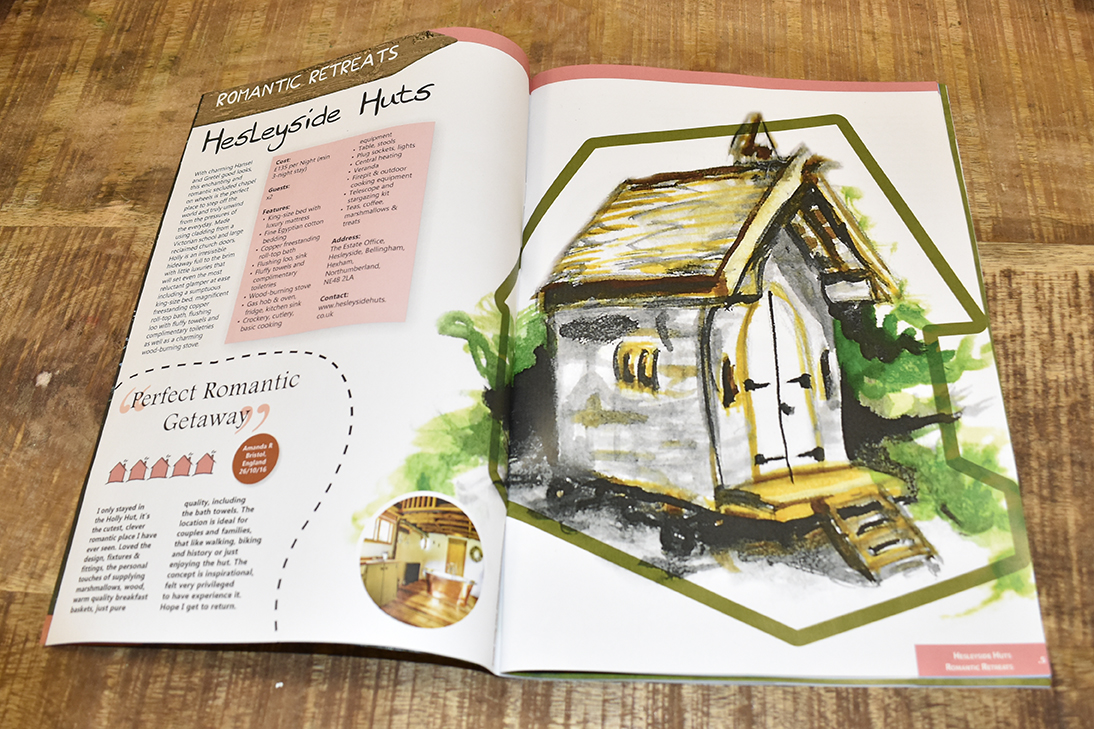 ROMANTIC RETREATS
Hesleyside Huts
With charming Hansel
and Gretel good looks,
this enchanting and
romantic secluded chapel
on wheels is the perfect
place to step off the
world and truly unwind
from the pressures of
the everyday. Made
using cladding from a
Victorian school and large
reclaimed church doors,
Holly is an irresistible
hideaway full to the brim
with little luxuries that
will set even the most
reluctant glamper at ease
including a sumptuous
king-size bed, magnificent
freestanding copper
roll-top bath, flushing
loo with fluffy towels and
complimentary toiletries
as well as a charming
wood-burning stove.
Cost:
£135 per Night (min
3-night stay)
Guests:
x2
Features:
• King-size bed with
luxury mattress
• Fine Egyptian cotton
bedding
• Copper freestanding
roll-top bath
• Flushing loo, sink
• Fluffy towels and
complimentary
toiletries
• Wood-burning stove
• Gas hob & oven,
fridge, kitchen sink
• Crockery, cutlery,
basic cooking
equipment
• Table, stools
• Plug sockets, lights
• Central heating
• Veranda
• Firepit & outdoor
cooking equipment
• Telescope and
stargazing kit
• Teas, coffee,
marshmallows &
treats
Address:
The Estate Office,
Hesleyside, Bellingham,
Hexham,
Northumberland,
NE48 2LA
Contact:
www.hesleysidehuts.
co.uk
“Perfect Romantic
Getaway”
Amanda R
Bristol,
England
26/10/16
I only stayed in
the Holly Hut, it's
the cutest, clever
romantic place I have
ever seen. Loved the
design, fixtures &
fittings, the personal
touches of supplying
marshmallows, wood,
warm quality breakfast
baskets, just pure
quality, including
the bath towels. The
location is ideal for
couples and families,
that like walking, biking
and history or just
enjoying the hut. The
concept is inspirational,
felt very privileged
to have experience it.
Hope I get to return.
Hesleyside Huts
Romantic Retreats
.5